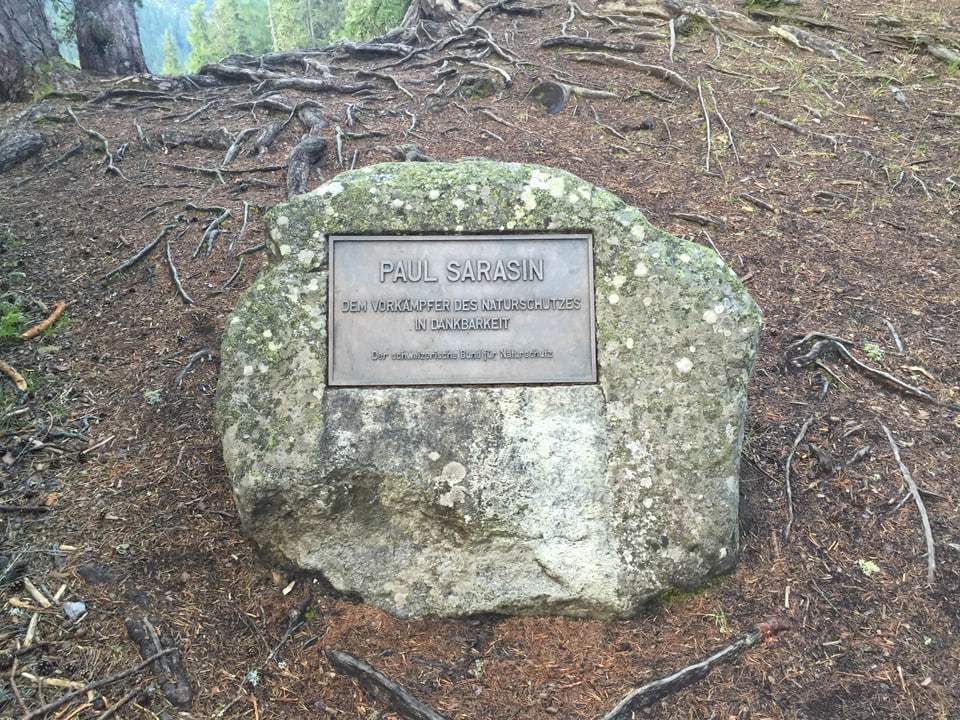 PAUL SARASIN
DEM VORKÄMPFER DES NATURSCHUTZES
IN DANKBARKEIT
Der schweizerische Bund für Naturschutz